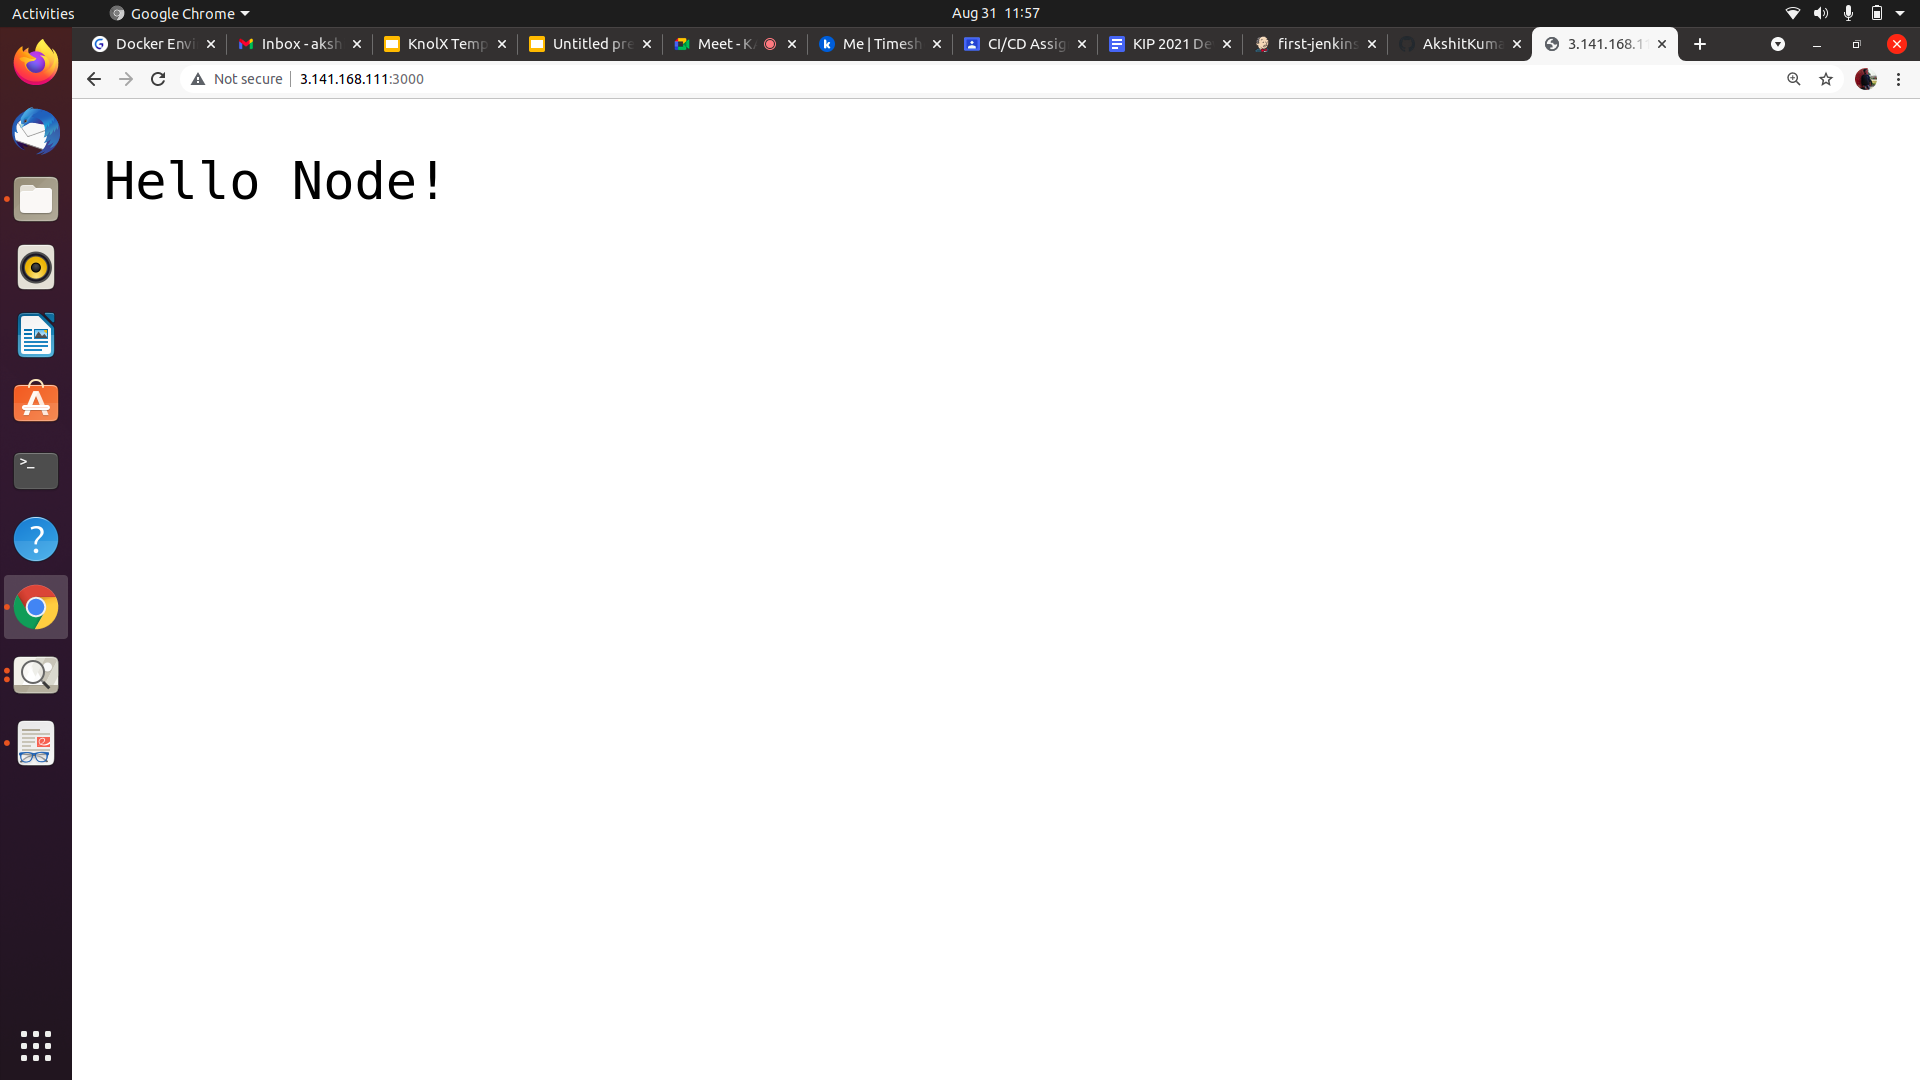 Activities Google Chrome Aug 31 11:57
Docker Envi Inbox - aksh KnolX Temp Untitled pre Meet - KA Me | Timesh CI/CD Assig KIP 2021 De first-jenkins AkshitKuma 3.141.168.11
Not secure 3.141.168.111:3000
Hello Node!